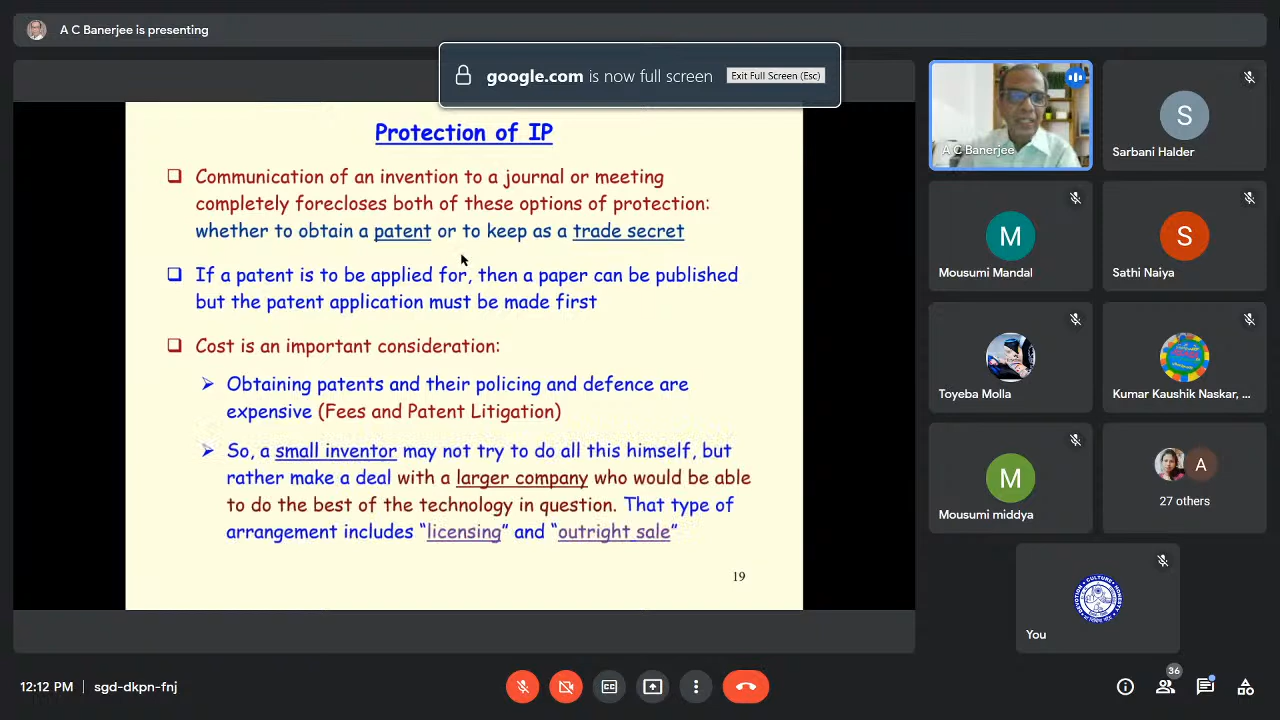 A C Banerjee is presenting
google.com is now full screen Exit Full Screen (Esc)
Protection of IP
Communication of an invention to a journal or meeting
completely forecloses both of these options of protection:
whether to obtain a patent or to keep as a trade secret
If a patent is to be applied for, then a paper can be published
but the patent application must be made first
Cost is an important consideration:
Obtaining patents and their policing and defence are
expensive (Fees and Patent Litigation)
So, a small inventor may not try to do all this himself, but
rather make a deal with a larger company who would be able
to do the best of the technology in question. That type of
arrangement includes “licensing” and “outright sale”
19
A C Banerjee
S
Sarbani Halder
M
Mousumi Mandal
S
Sathi Naiya
Toyeba Molla
Kumar Kaushik Naskar, ...
M
Mousumi middya
A
27 others
You
12:12 PM | sgd-dkpn-fnj
CC
36